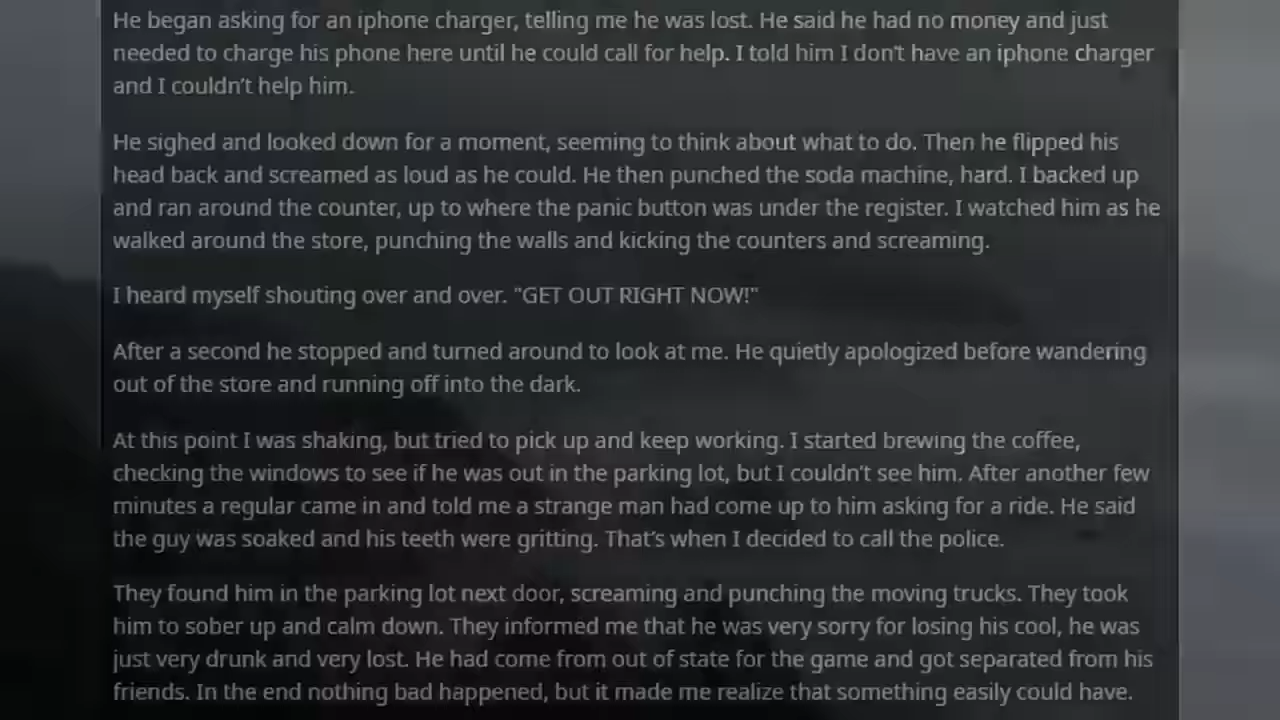 He began asking for an iphone charger, telling me he was lost. He said he had no money and just
needed to charge his phone here until he could call for help. I told him I don't have an iphone charger
and I couldn't help him.
He sighed and looked down for a moment, seeming to think about what to do. Then he flipped his
head back and screamed as loud as he could. He then punched the soda machine, hard. I backed up
and ran around the counter, up to where the panic button was under the register. I watched him as he
walked around the store, punching the walls and kicking the counters and screaming.
I heard myself shouting over and over. "GET OUT RIGHT NOW!"
After a second he stopped and turned around to look at me. He quietly apologized before wandering
out of the store and running off into the dark.
At this point I was shaking, but tried to pick up and keep working. I started brewing the coffee,
checking the windows to see if he was out in the parking lot, but I couldn't see him. After another few
minutes a regular came in and told me a strange man had come up to him asking for a ride. He said
the guy was soaked and his teeth were gritting. That's when I decided to call the police.
They found him in the parking lot next door, screaming and punching the moving trucks. They took
him to sober up and calm down. They informed me that he was very sorry for losing his cool, he was
just very drunk and very lost. He had come from out of state for the game and got separated from his
friends. In the end nothing bad happened, but it made me realize that something easily could have.